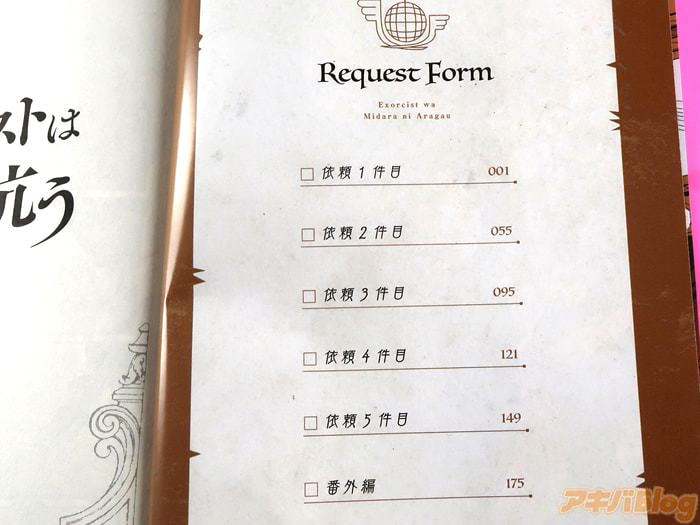 ストは
抗う
Request Form
Exorcist wa
Midara ni Aragau
依頼1件目 001
依頼2件目 055
依頼3件目 095
依頼4件目 121
依頼5件目 149
番外編 175
アキバBlog